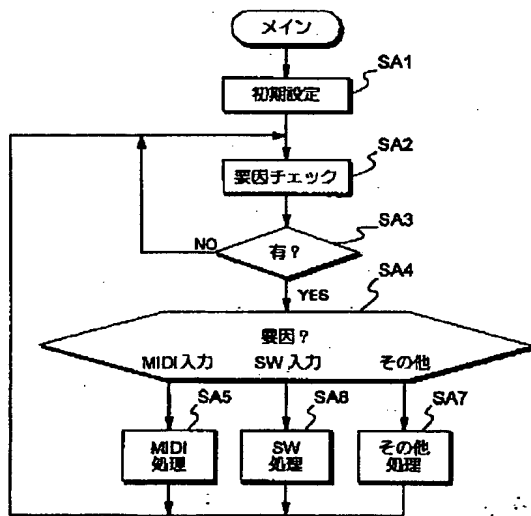 メイン
SA1
初期設定
SA2
要因チェック
SA3
NO
有?
SA4
YES
要因?
MIDI入力 SW入力 その他
SA5 SA6 SA7
MIDI
処理
SW
処理
その他
処理